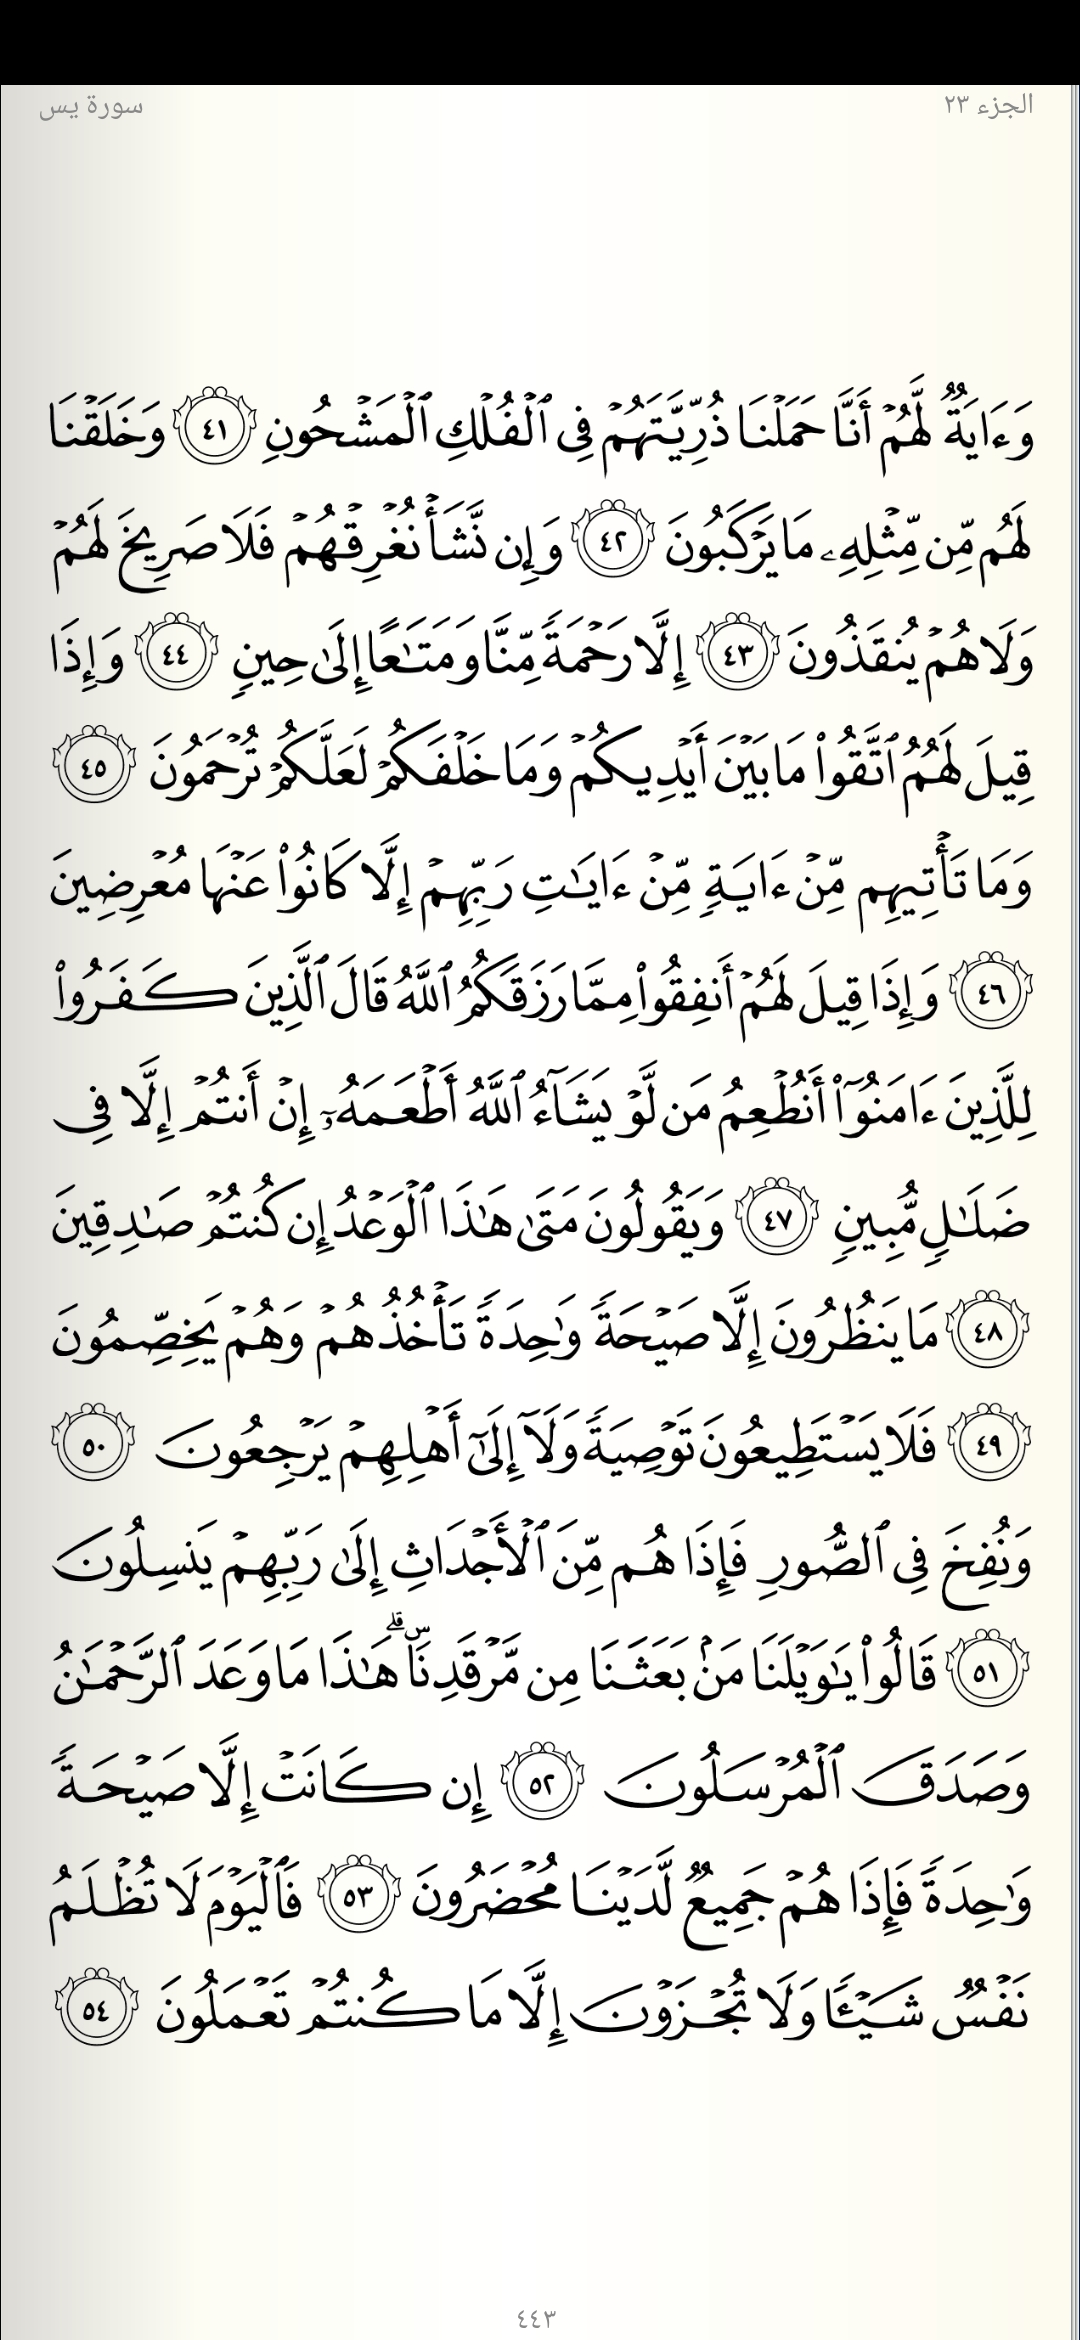 الجزء ٢٣
سورة يس
وَءَايَةٌ لَّهُمۡ أَنَّا حَمَلۡنَا ذُرِّيَّتَهُمۡ فِي ٱلۡفُلۡكِ ٱلۡمَشۡحُونِ ٤١ وَخَلَقۡنَا
لَهُم مِّن مِّثۡلِهِۦ مَا يَرۡكَبُونَ ٤٢ وَإِن نَّشَأۡ نُغۡرِقۡهُمۡ فَلَا صَرِيخَ لَهُمۡ
وَلَا هُمۡ يُنقَذُونَ ٤٣ إِلَّا رَحۡمَةٗ مِّنَّا وَمَتَٰعًا إِلَىٰ حِينٖ ٤٤ وَإِذَا
قِيلَ لَهُمُ ٱتَّقُواْ مَا بَيۡنَ أَيۡدِيكُمۡ وَمَا خَلۡفَكُمۡ لَعَلَّكُمۡ تُرۡحَمُونَ ٤٥
وَمَا تَأۡتِيهِم مِّنۡ ءَايَةٖ مِّنۡ ءَايَٰتِ رَبِّهِمۡ إِلَّا كَانُواْ عَنۡهَا مُعۡرِضِينَ
٤٦ وَإِذَا قِيلَ لَهُمۡ أَنفِقُواْ مِمَّا رَزَقَكُمُ ٱللَّهُ قَالَ ٱلَّذِينَ كَفَرُواْ
لِلَّذِينَ ءَامَنُوٓاْ أَنُطۡعِمُ مَن لَّوۡ يَشَآءُ ٱللَّهُ أَطۡعَمَهُۥٓ إِنۡ أَنتُمۡ إِلَّا فِي
ضَلَٰلٖ مُّبِينٖ ٤٧ وَيَقُولُونَ مَتَىٰ هَٰذَا ٱلۡوَعۡدُ إِن كُنتُمۡ صَٰدِقِينَ
٤٨ مَا يَنظُرُونَ إِلَّا صَيۡحَةٗ وَٰحِدَةٗ تَأۡخُذُهُمۡ وَهُمۡ يَخِصِّمُونَ
٤٩ فَلَا يَسۡتَطِيعُونَ تَوۡصِيَةٗ وَلَآ إِلَىٰٓ أَهۡلِهِمۡ يَرۡجِعُونَ ٥٠
وَنُفِخَ فِي ٱلصُّورِ فَإِذَا هُم مِّنَ ٱلۡأَجۡدَاثِ إِلَىٰ رَبِّهِمۡ يَنسِلُونَ
٥١ قَالُواْ يَٰوَيۡلَنَا مَنۢ بَعَثَنَا مِن مَّرۡقَدِنَاۜۗ هَٰذَا مَا وَعَدَ ٱلرَّحۡمَٰنُ
وَصَدَقَ ٱلۡمُرۡسَلُونَ ٥٢ إِن كَانَتۡ إِلَّا صَيۡحَةٗ
وَٰحِدَةٗ فَإِذَا هُمۡ جَمِيعٞ لَّدَيۡنَا مُحۡضَرُونَ ٥٣ فَٱلۡيَوۡمَ لَا تُظۡلَمُ
نَفۡسٞ شَيۡـٔٗا وَلَا تُجۡزَوۡنَ إِلَّا مَا كُنتُمۡ تَعۡمَلُونَ ٥٤
٤٤٣